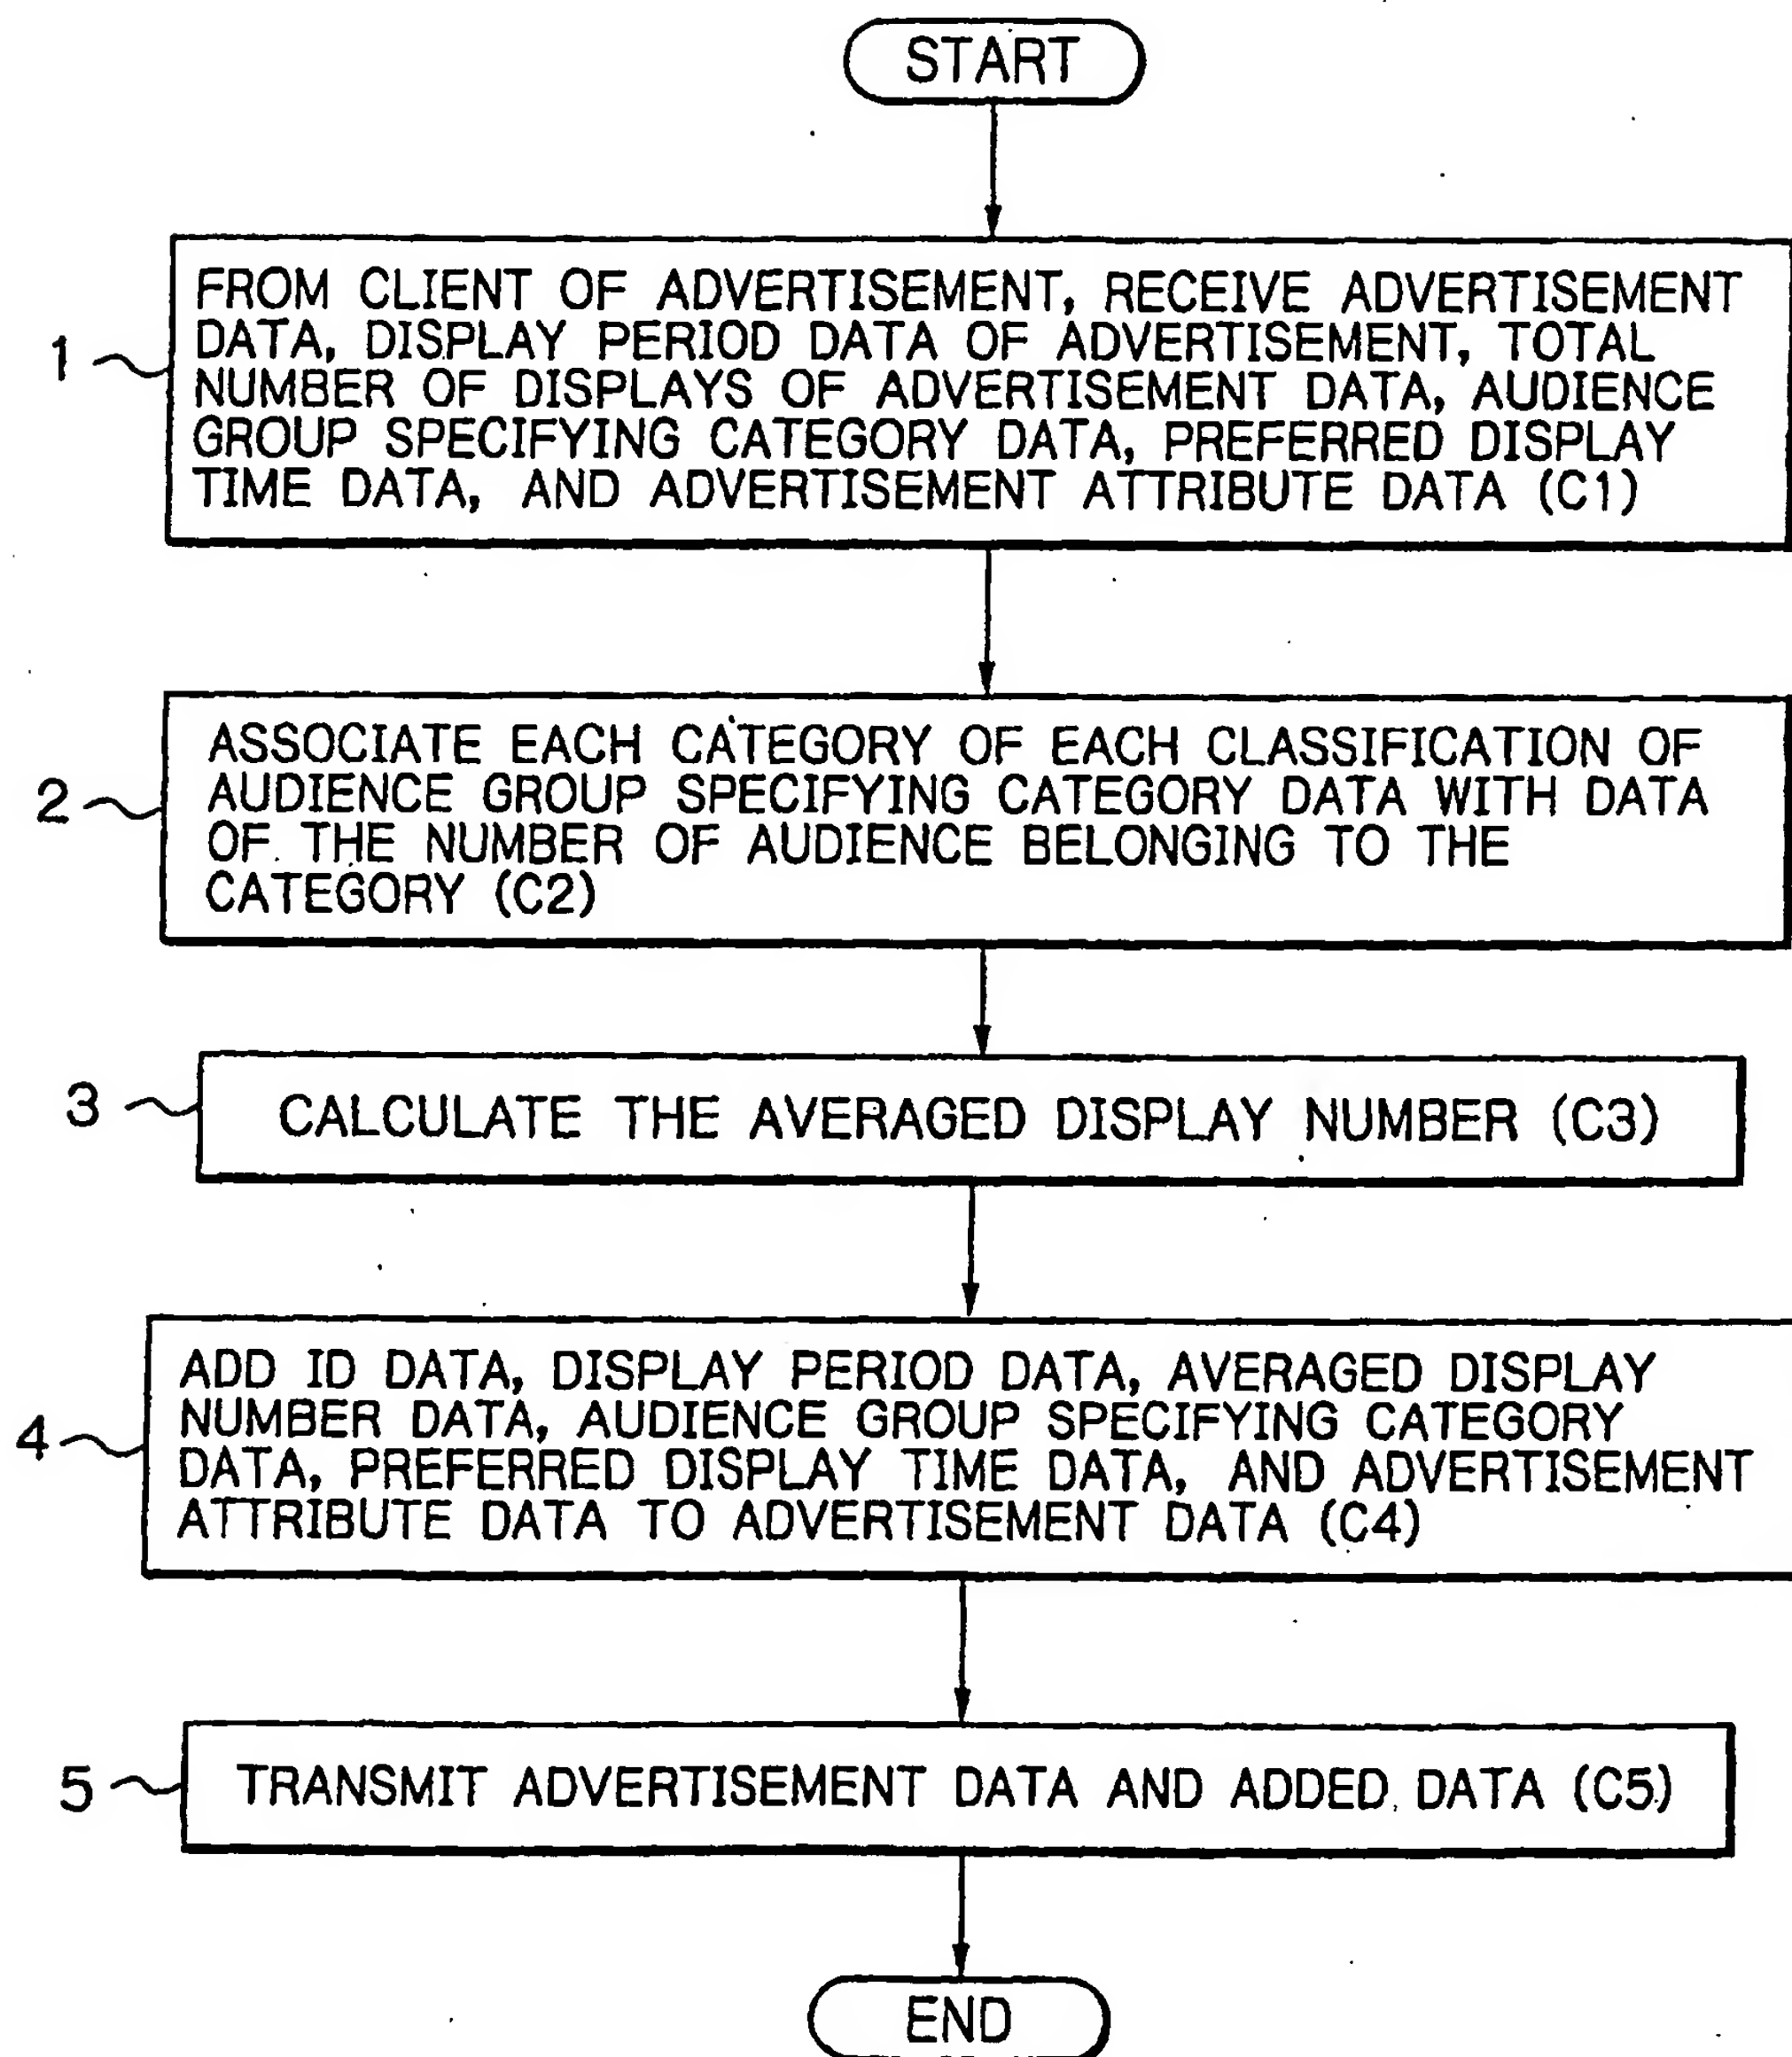 START
FROM CLIENT OF ADVERTISEMENT, RECEIVE ADVERTISEMENT
DATA, DISPLAY PERIOD DATA OF ADVERTISEMENT, TOTAL
1
NUMBER OF DISPLAYS OF ADVERTISEMENT DATA, AUDIENCE
GROUP SPECIFYING CATEGORY DATA, PREFERRED DISPLAY
TIME DATA, AND ADVERTISEMENT ATTRIBUTE DATA (C1)
ASSOCIATE EACH CATEGORY OF EACH CLASSIFICATION OF
2
AUDIENCE GROUP SPECIFYING CATEGORY DATA WITH DATA
OF THE NUMBER OF AUDIENCE BELONGING TO THE
CATEGORY (C2)
3
CALCULATE THE AVERAGED DISPLAY NUMBER (C3)
ADD ID DATA, DISPLAY PERIOD DATA, AVERAGED DISPLAY
NUMBER DATA, AUDIENCE GROUP SPECIFYING CATEGORY
4
DATA, PREFERRED DISPLAY TIME DATA, AND ADVERTISEMENT
ATTRIBUTE DATA TO ADVERTISEMENT DATA (C4)
5
TRANSMIT ADVERTISEMENT DATA AND ADDED DATA (C5)
END